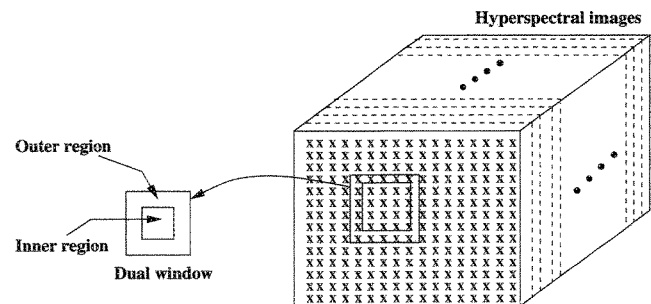 Hyperspectral images
Outer region
Inner region
Dual window